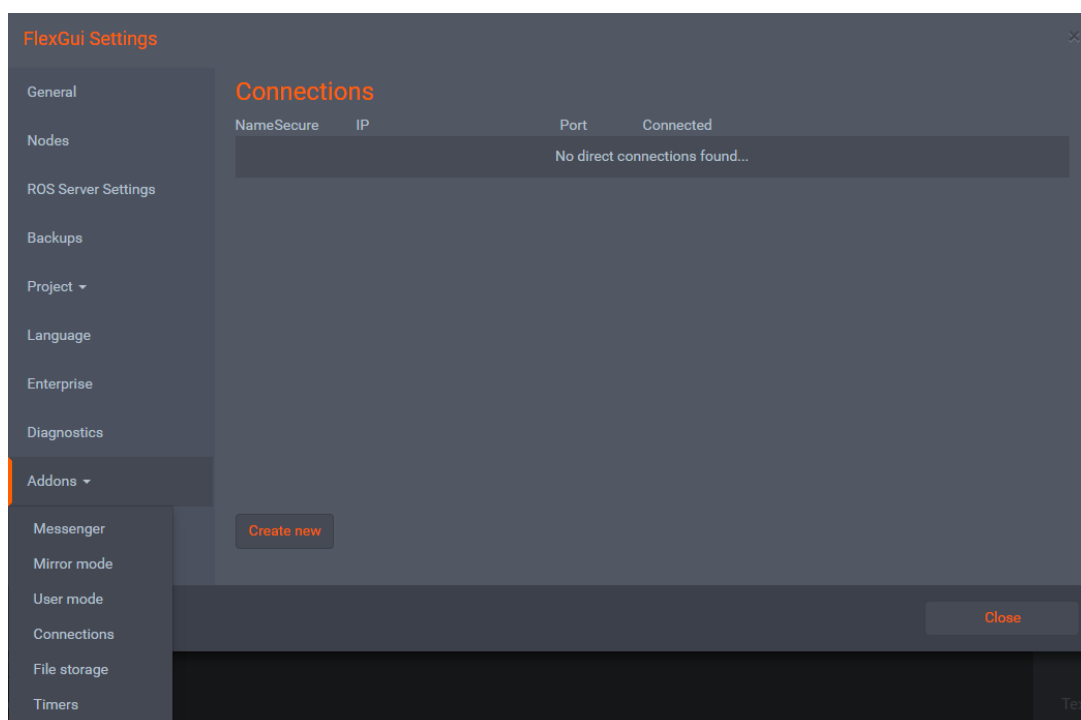 FlexGui Settings
×
General
Nodes
ROS Server Settings
Backups
Project
Language
Enterprise
Diagnostics
Addons
Messenger
Mirror mode
User mode
Connections
File storage
Timers
Connections
NameSecure IP Port Connected
No direct connections found...
Create new
Close